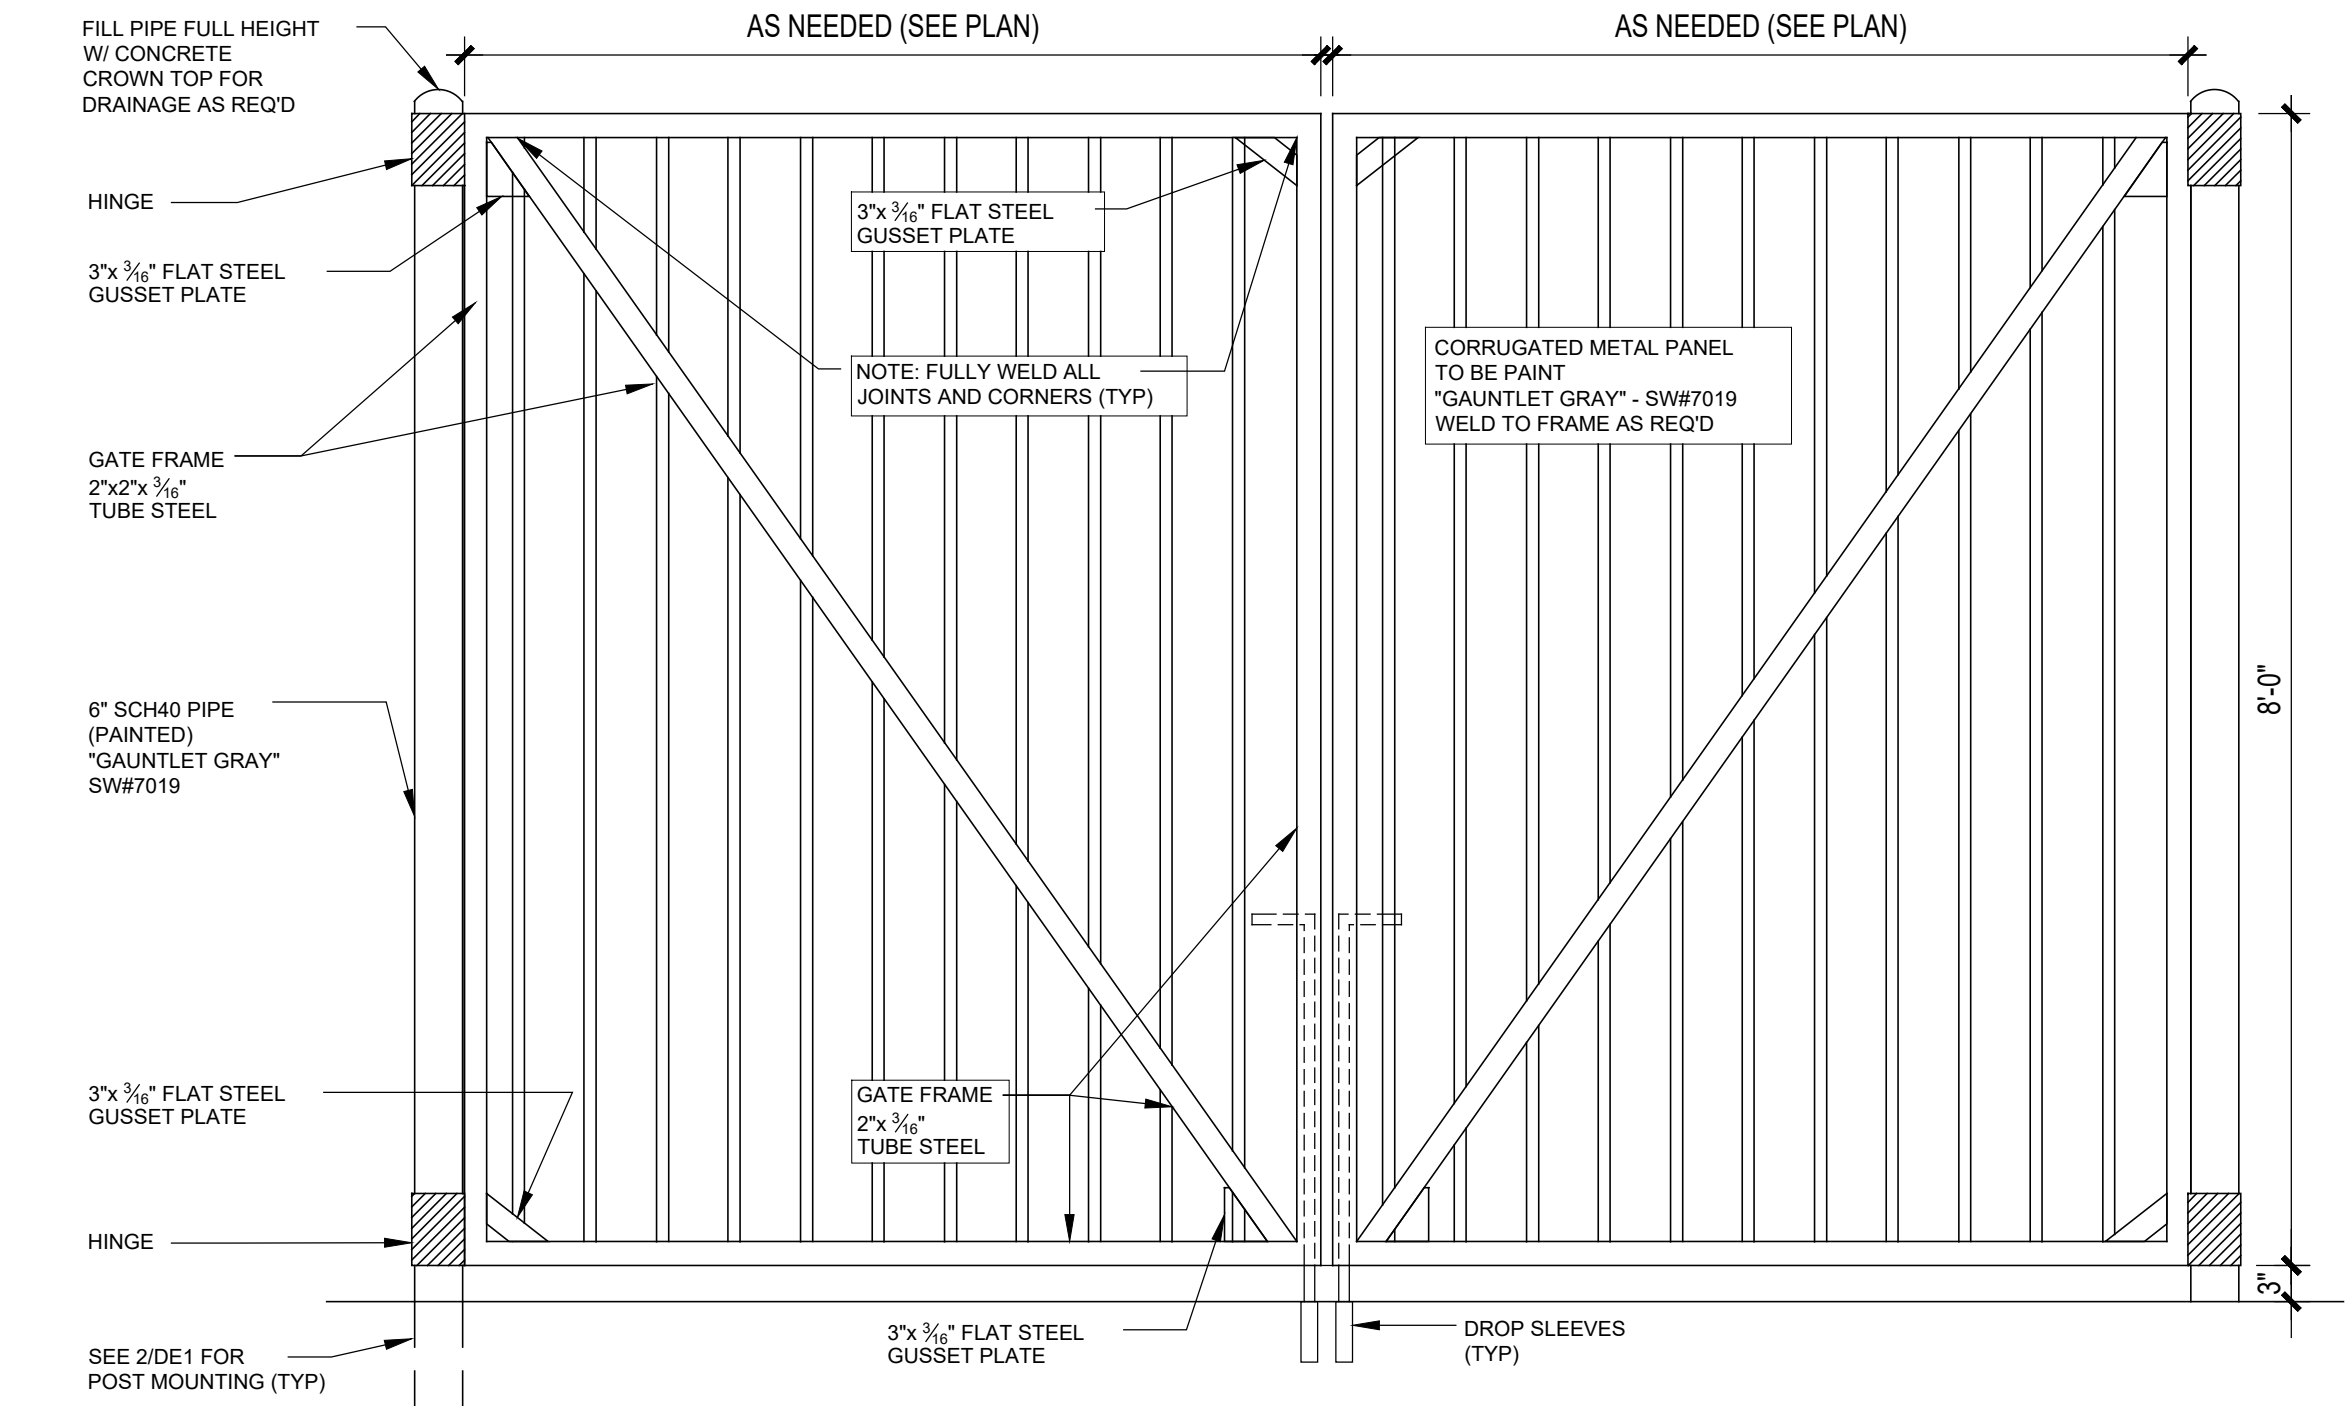 AS NEEDED (SEE PLAN)
AS NEEDED (SEE PLAN)
FILL PIPE FULL HEIGHT
W/ CONCRETE
CROWN TOP FOR
DRAINAGE AS REQ'D
HINGE
3"x 3⁄16" FLAT STEEL
GUSSET PLATE
3"x 3⁄16" FLAT STEEL
GUSSET PLATE
NOTE: FULLY WELD ALL
JOINTS AND CORNERS (TYP)
CORRUGATED METAL PANEL
TO BE PAINT
"GAUNTLET GRAY" - SW#7019
WELD TO FRAME AS REQ'D
GATE FRAME
2"x2"x 3⁄16"
TUBE STEEL
8'-0"
6" SCH40 PIPE
(PAINTED)
"GAUNTLET GRAY"
SW#7019
3"x 3⁄16" FLAT STEEL
GUSSET PLATE
GATE FRAME
2"x 3⁄16"
TUBE STEEL
HINGE
3"
3"x 3⁄16" FLAT STEEL
GUSSET PLATE
DROP SLEEVES
(TYP)
SEE 2/DE1 FOR
POST MOUNTING (TYP)